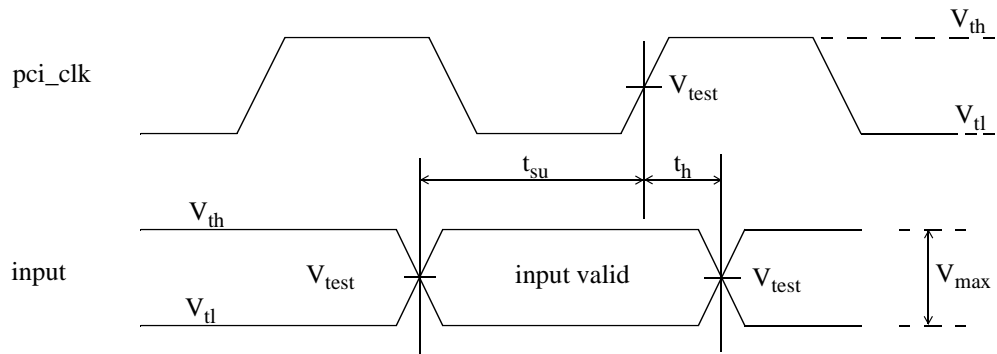 V_th
pci_clk
V_test
V_tl
t_su
t_h
V_th
input
V_test
input valid
V_test
V_max
V_tl